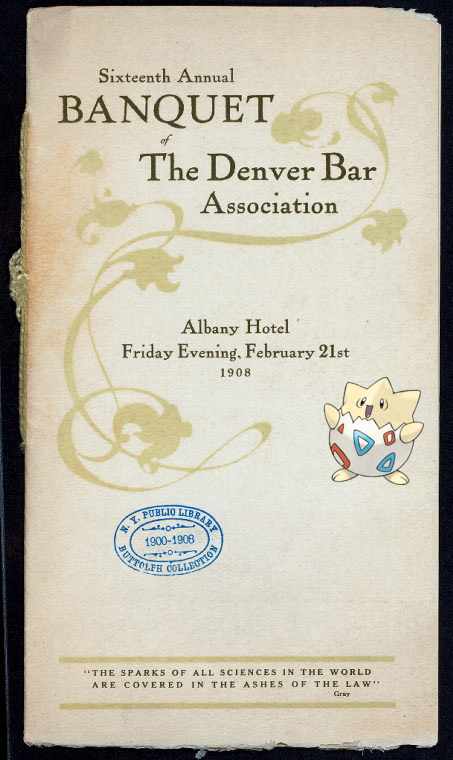 Sixteenth Annual
BANQUET
of
The Denver Bar
Association
Albany Hotel
Friday Evening, February 21st
1908
N. Y. PUBLIC LIBRARY
1900-1908
BUTTOLPH COLLECTION
"THE SPARKS OF ALL SCIENCES IN THE WORLD
ARE COVERED IN THE ASHES OF THE LAW"
Gray